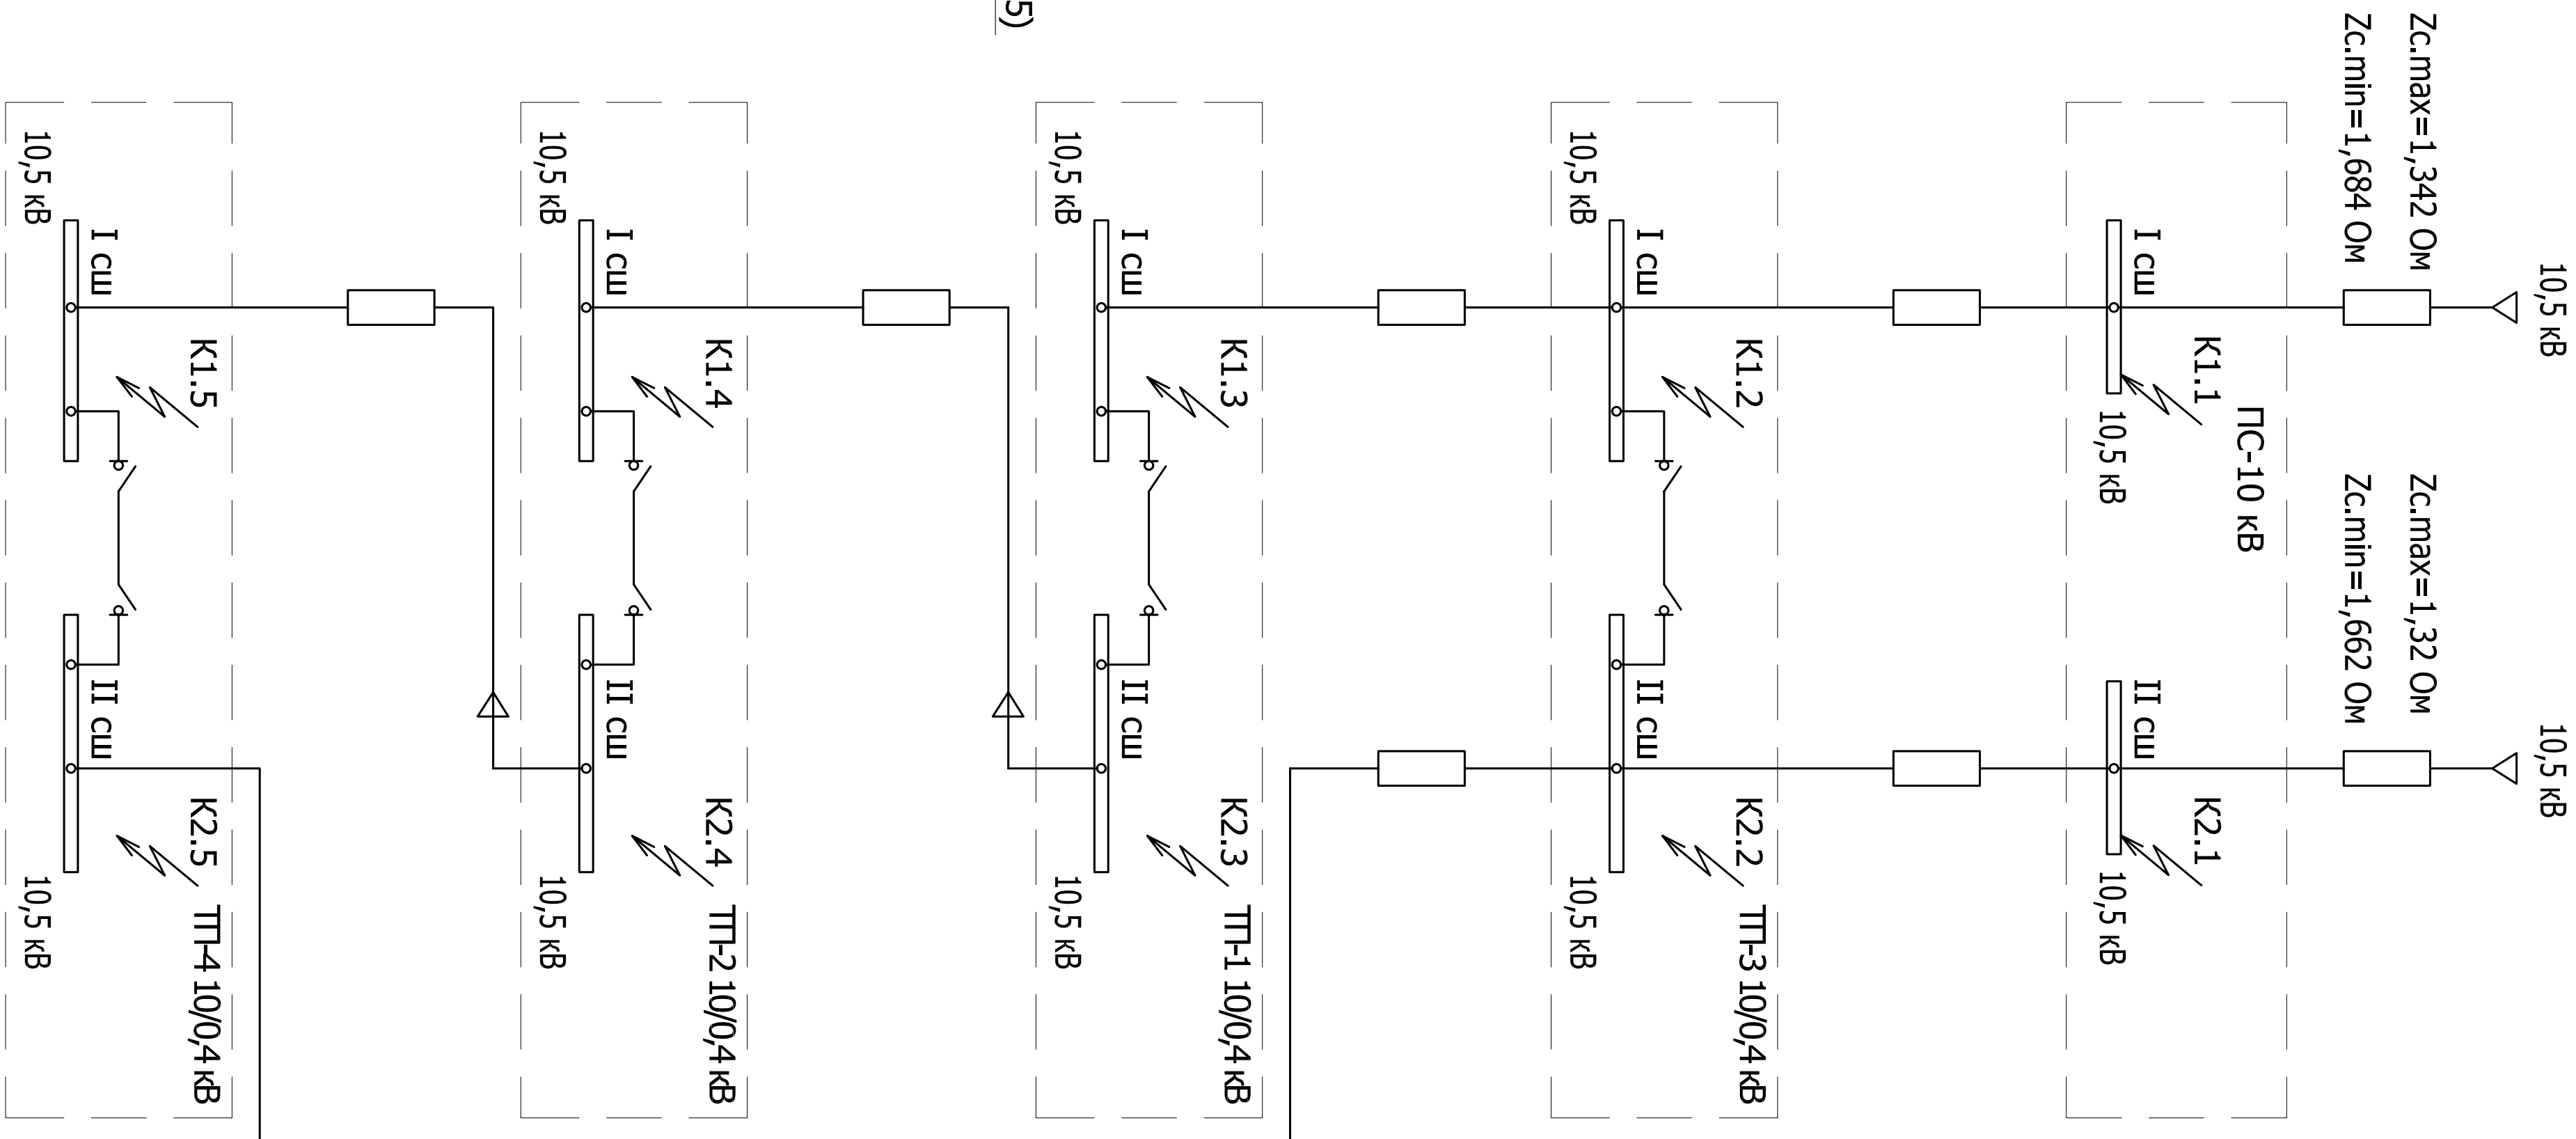 10,5 кВ
10,5 кВ
Zc.max=1,342 Ом
Zc.min=1,684 Ом
Zc.max=1,32 Ом
Zc.min=1,662 Ом
ПС-10 кВ
К1.1
К2.1
I сш
II сш
10,5 кВ
10,5 кВ
ТП-3 10/0,4 кВ
К1.2
К2.2
I сш
II сш
10,5 кВ
10,5 кВ
ТП-1 10/0,4 кВ
К1.3
К2.3
I сш
II сш
10,5 кВ
10,5 кВ
5)
ТП-2 10/0,4 кВ
К1.4
К2.4
I сш
II сш
10,5 кВ
10,5 кВ
ТП-4 10/0,4 кВ
К1.5
К2.5
I сш
II сш
10,5 кВ
10,5 кВ